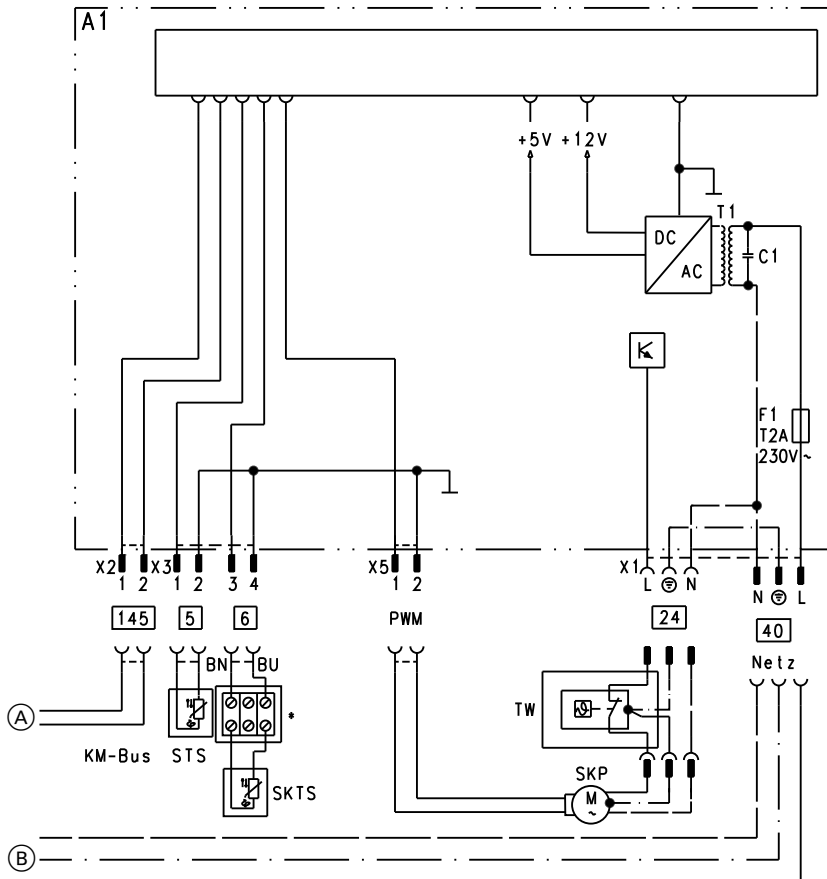 A1
+5V +12V
T1
DC
AC
C1
F1
T2A
230V ~
X2 X3 X5 X1
1 2 1 2 3 4 1 2 L N
N L
145 5 6 PWM 24
40
Netz
BN BU
A
TW
*
KM-Bus STS
SKTS
SKP
M
~
B